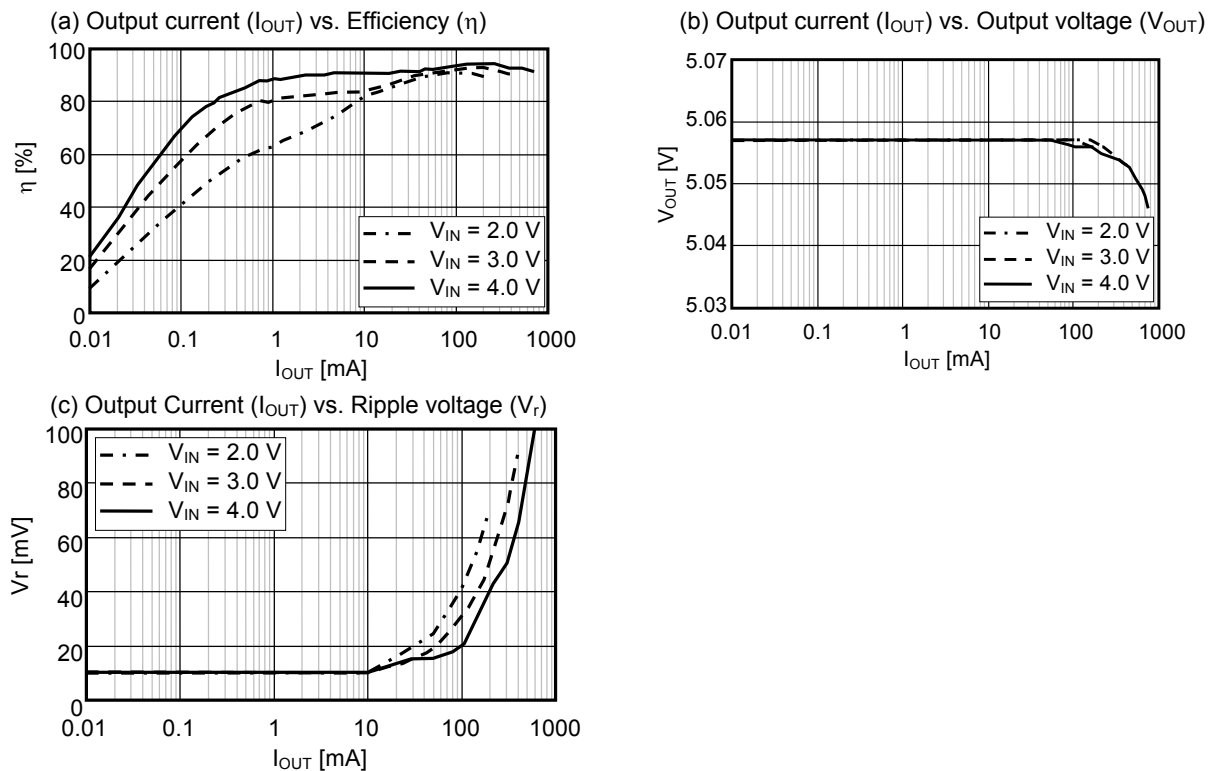 (a) Output current (IOUT) vs. Efficiency (η)
100
80
60
40
20
0
η [%]
VIN = 2.0 V
VIN = 3.0 V
VIN = 4.0 V
0.01 0.1 1 10 100 1000
IOUT [mA]
(b) Output current (IOUT) vs. Output voltage (VOUT)
5.07
5.06
5.05
5.04
5.03
VOUT [V]
VIN = 2.0 V
VIN = 3.0 V
VIN = 4.0 V
0.01 0.1 1 10 100 1000
IOUT [mA]
(c) Output Current (IOUT) vs. Ripple voltage (Vr)
100
80
60
40
20
0
Vr [mV]
VIN = 2.0 V
VIN = 3.0 V
VIN = 4.0 V
0.01 0.1 1 10 100 1000
IOUT [mA]